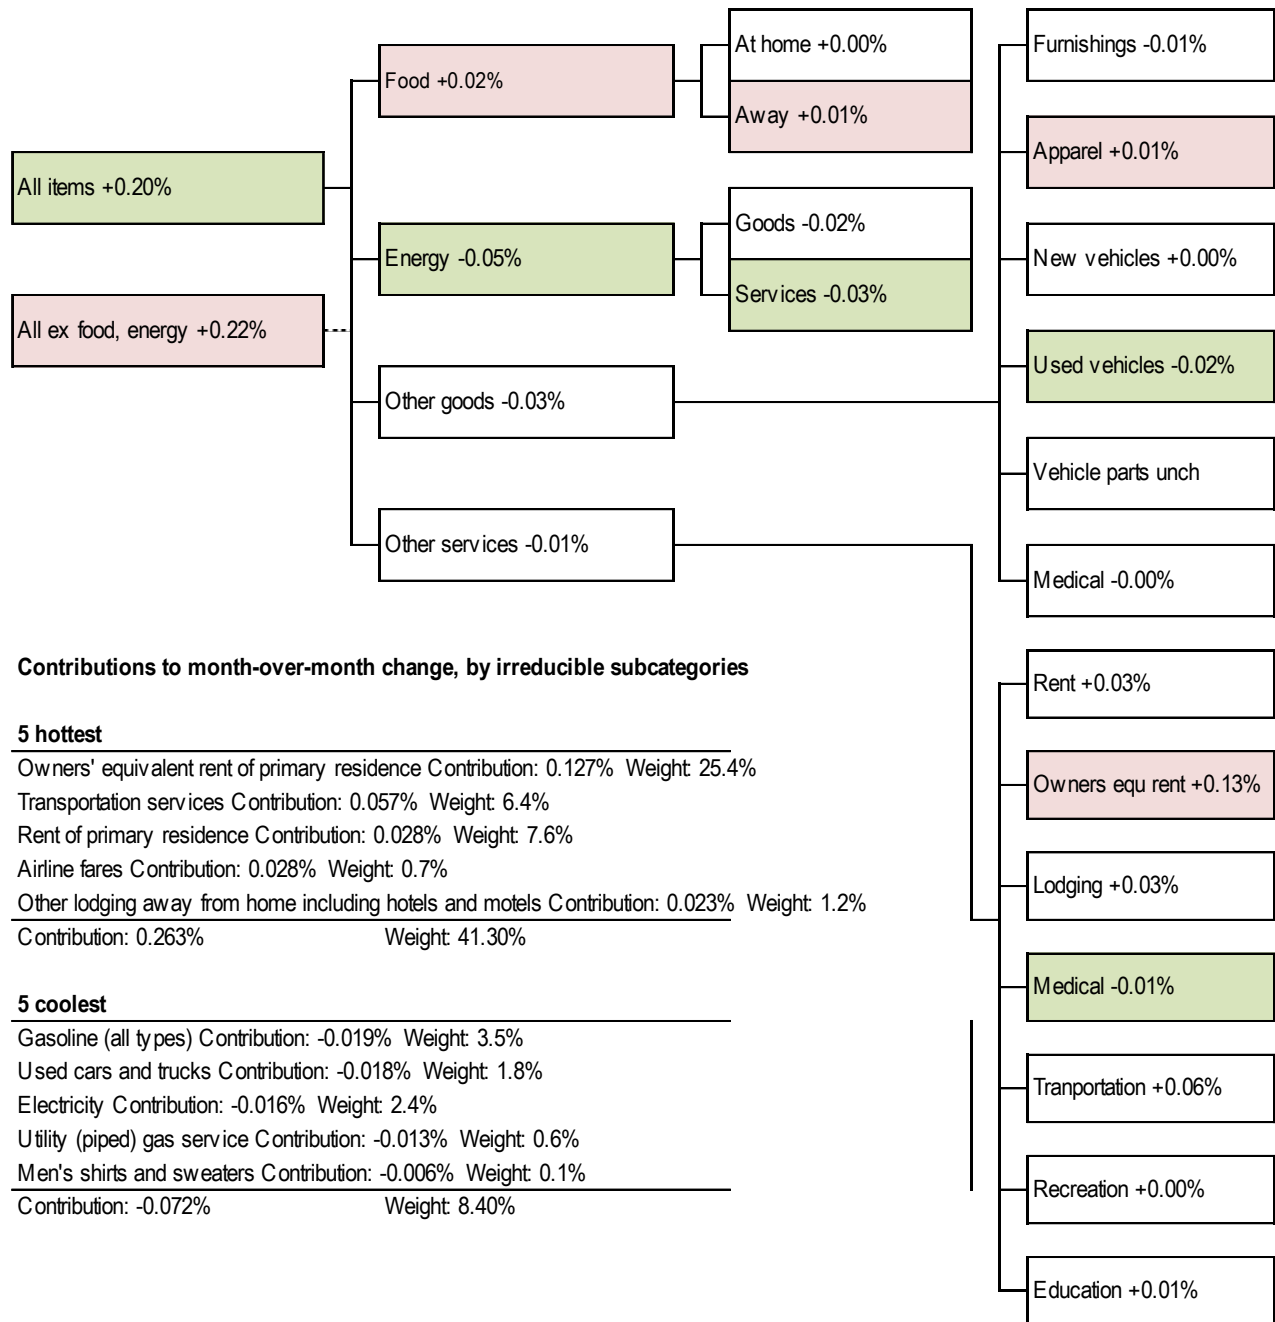 All items +0.20%
All ex food, energy +0.22%
Food +0.02%
Energy -0.05%
Other goods -0.03%
Other services -0.01%
At home +0.00%
Away +0.01%
Goods -0.02%
Services -0.03%
Furnishings -0.01%
Apparel +0.01%
New vehicles +0.00%
Used vehicles -0.02%
Vehicle parts unch
Medical -0.00%
Rent +0.03%
Owners equ rent +0.13%
Lodging +0.03%
Medical -0.01%
Tranportation +0.06%
Recreation +0.00%
Education +0.01%
Contributions to month-over-month change, by irreducible subcategories
5 hottest
Owners' equivalent rent of primary residence Contribution: 0.127% Weight: 25.4%
Transportation services Contribution: 0.057% Weight: 6.4%
Rent of primary residence Contribution: 0.028% Weight: 7.6%
Airline fares Contribution: 0.028% Weight: 0.7%
Other lodging away from home including hotels and motels Contribution: 0.023% Weight: 1.2%
Contribution: 0.263% Weight: 41.30%
5 coolest
Gasoline (all types) Contribution: -0.019% Weight: 3.5%
Used cars and trucks Contribution: -0.018% Weight: 1.8%
Electricity Contribution: -0.016% Weight: 2.4%
Utility (piped) gas service Contribution: -0.013% Weight: 0.6%
Men's shirts and sweaters Contribution: -0.006% Weight: 0.1%
Contribution: -0.072% Weight: 8.40%